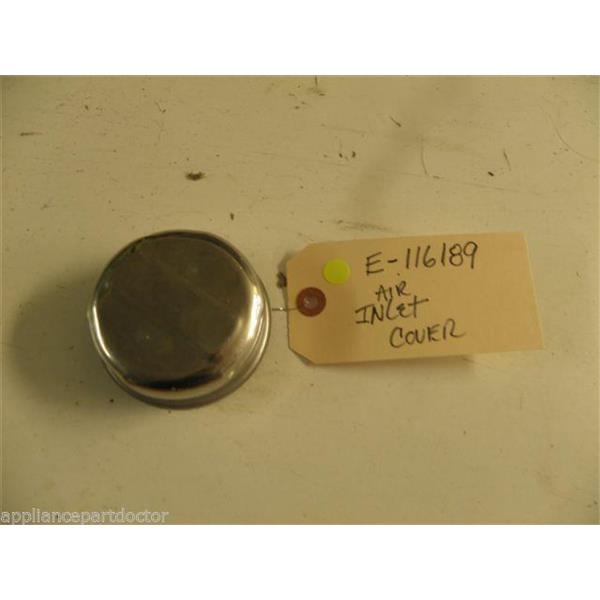 E-116189
AIR
INLET
COVER
appliancepartdoctor